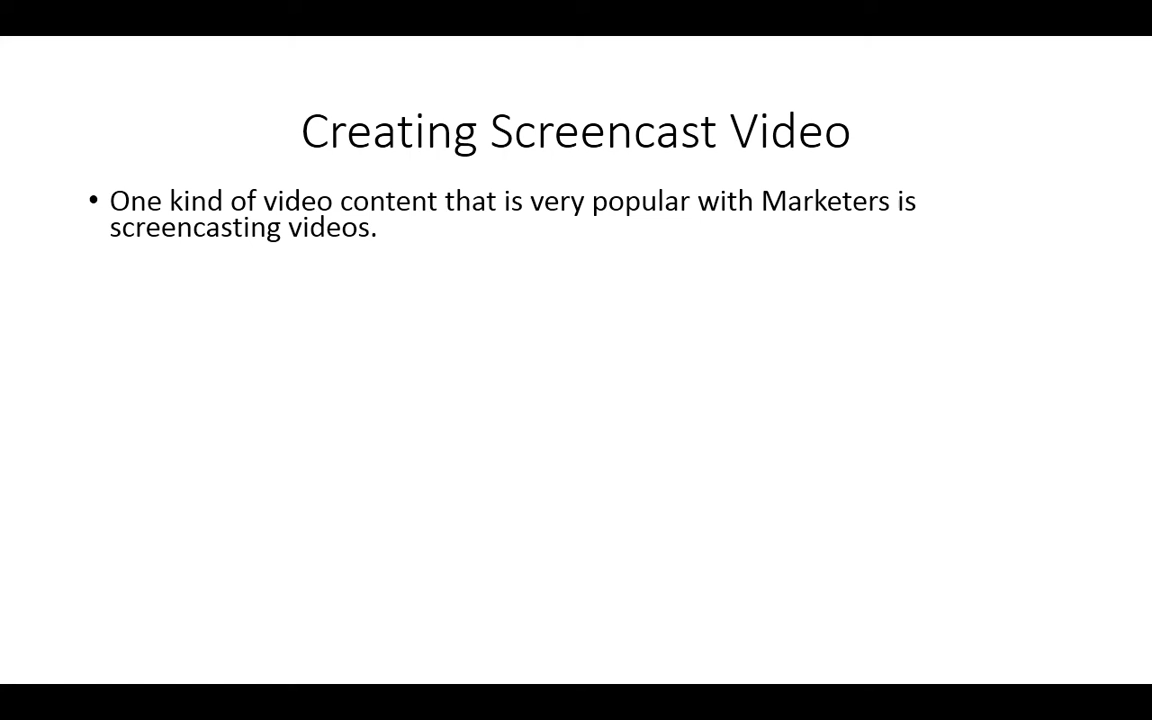 Creating Screencast Video
• One kind of video content that is very popular with Marketers is
screencasting videos.